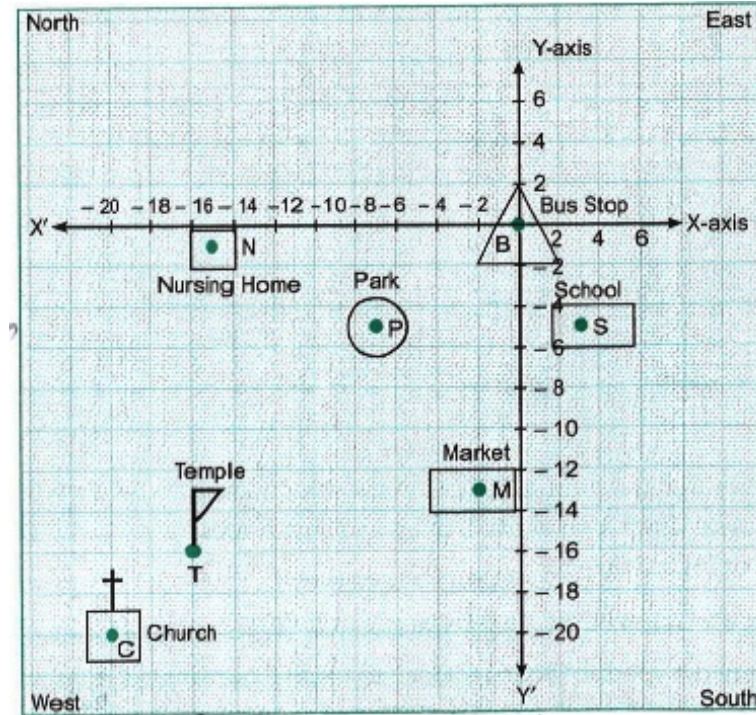 North East
Y-axis
6
4
2
− 20 − 18 − 16 − 14 − 12 − 10 − 8 − 6 − 4 − 2 Bus Stop
X′ B 2 4 6 X-axis
N
− 2
Nursing Home Park School
− 4
P S
− 6
− 8
− 10
Market
− 12
Temple M
− 14
− 16
T
− 18
Church
C − 20
Y′
West South